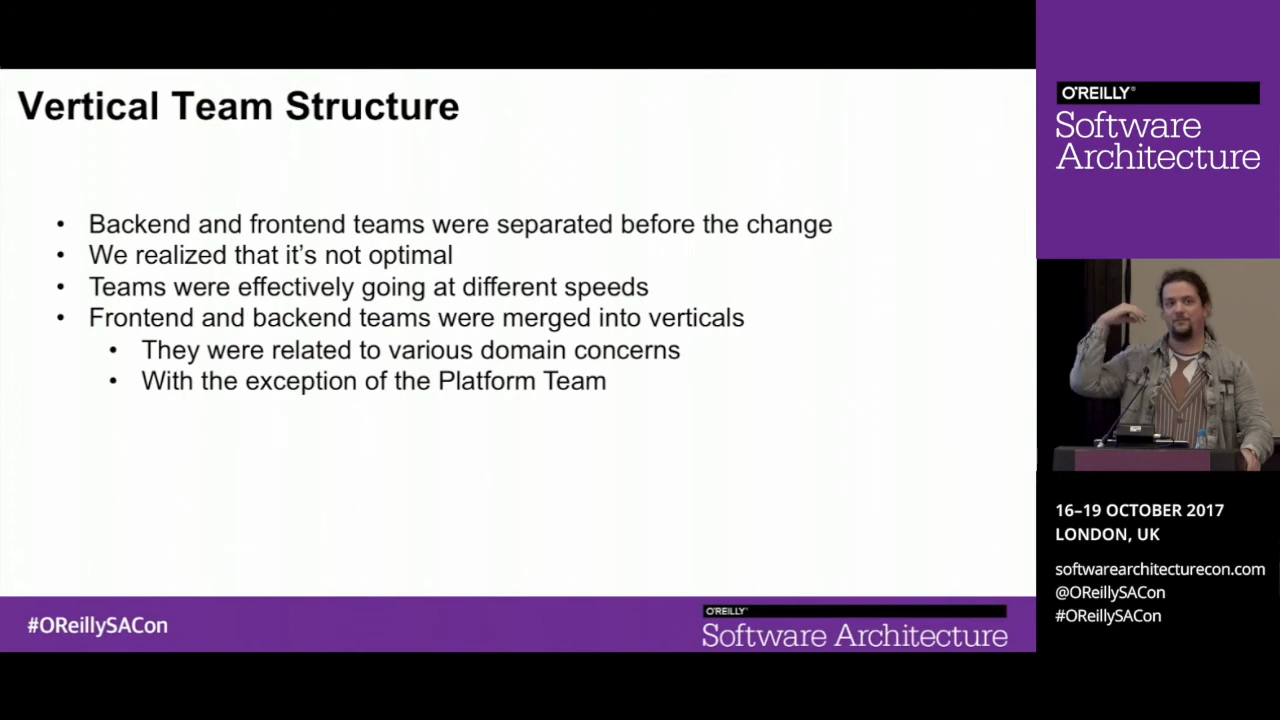 Vertical Team Structure
• Backend and frontend teams were separated before the change
• We realized that it's not optimal
• Teams were effectively going at different speeds
• Frontend and backend teams were merged into verticals
• They were related to various domain concerns
• With the exception of the Platform Team
#OReillySACon
O'REILLY®
Software Architecture
O'REILLY®
Software
Architecture
16–19 OCTOBER 2017
LONDON, UK
softwarearchitecturecon.com
@OReillySACon
#OReillySACon